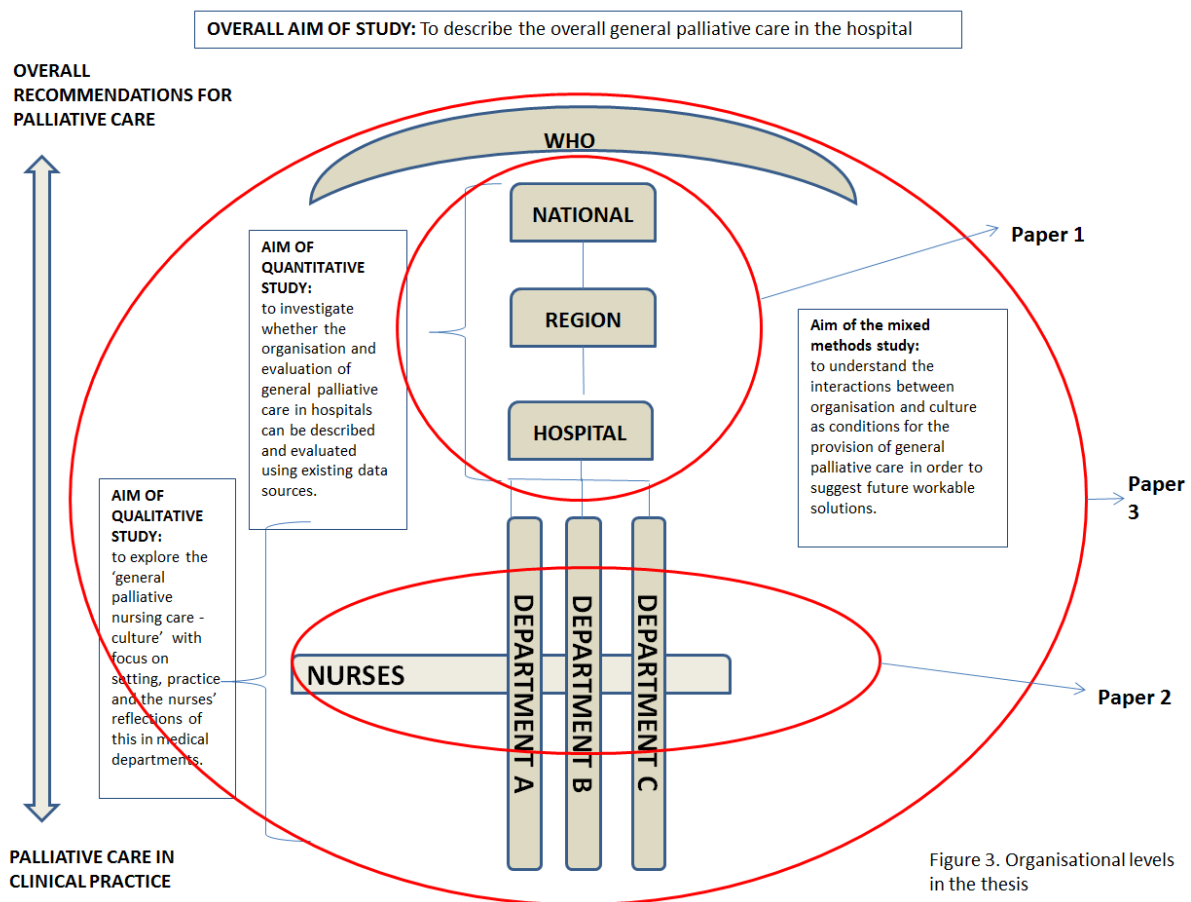 OVERALL AIM OF STUDY: To describe the overall general palliative care in the hospital
OVERALL
RECOMMENDATIONS FOR
PALLIATIVE CARE
WHO
NATIONAL
REGION
HOSPITAL
AIM OF
QUANTITATIVE
STUDY:
to investigate
whether the
organisation and
evaluation of
general palliative
care in hospitals
can be described
and evaluated
using existing data
sources.
Paper 1
Aim of the mixed
methods study:
to understand the
interactions between
organisation and culture
as conditions for the
provision of general
palliative care in order to
suggest future workable
solutions.
Paper
3
AIM OF
QUALITATIVE
STUDY:
to explore the
‘general
palliative
nursing care -
culture’ with
focus on
setting, practice
and the nurses’
reflections of
this in medical
departments.
NURSES
DEPARTMENT A
DEPARTMENT B
DEPARTMENT C
Paper 2
PALLIATIVE CARE IN
CLINICAL PRACTICE
Figure 3. Organisational levels
in the thesis